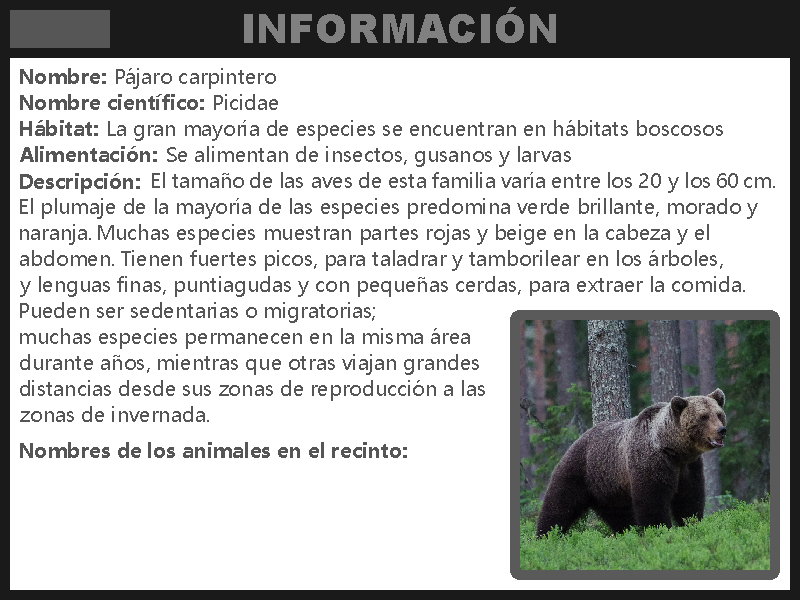 INFORMACIÓN
Nombre: Pájaro carpintero
Nombre científico: Picidae
Hábitat: La gran mayoría de especies se encuentran en hábitats boscosos
Alimentación: Se alimentan de insectos, gusanos y larvas
Descripción: El tamaño de las aves de esta familia varía entre los 20 y los 60 cm.
El plumaje de la mayoría de las especies predomina verde brillante, morado y
naranja. Muchas especies muestran partes rojas y beige en la cabeza y el
abdomen. Tienen fuertes picos, para taladrar y tamborilear en los árboles,
y lenguas finas, puntiagudas y con pequeñas cerdas, para extraer la comida.
Pueden ser sedentarias o migratorias;
muchas especies permanecen en la misma área
durante años, mientras que otras viajan grandes
distancias desde sus zonas de reproducción a las
zonas de invernada.
Nombres de los animales en el recinto: